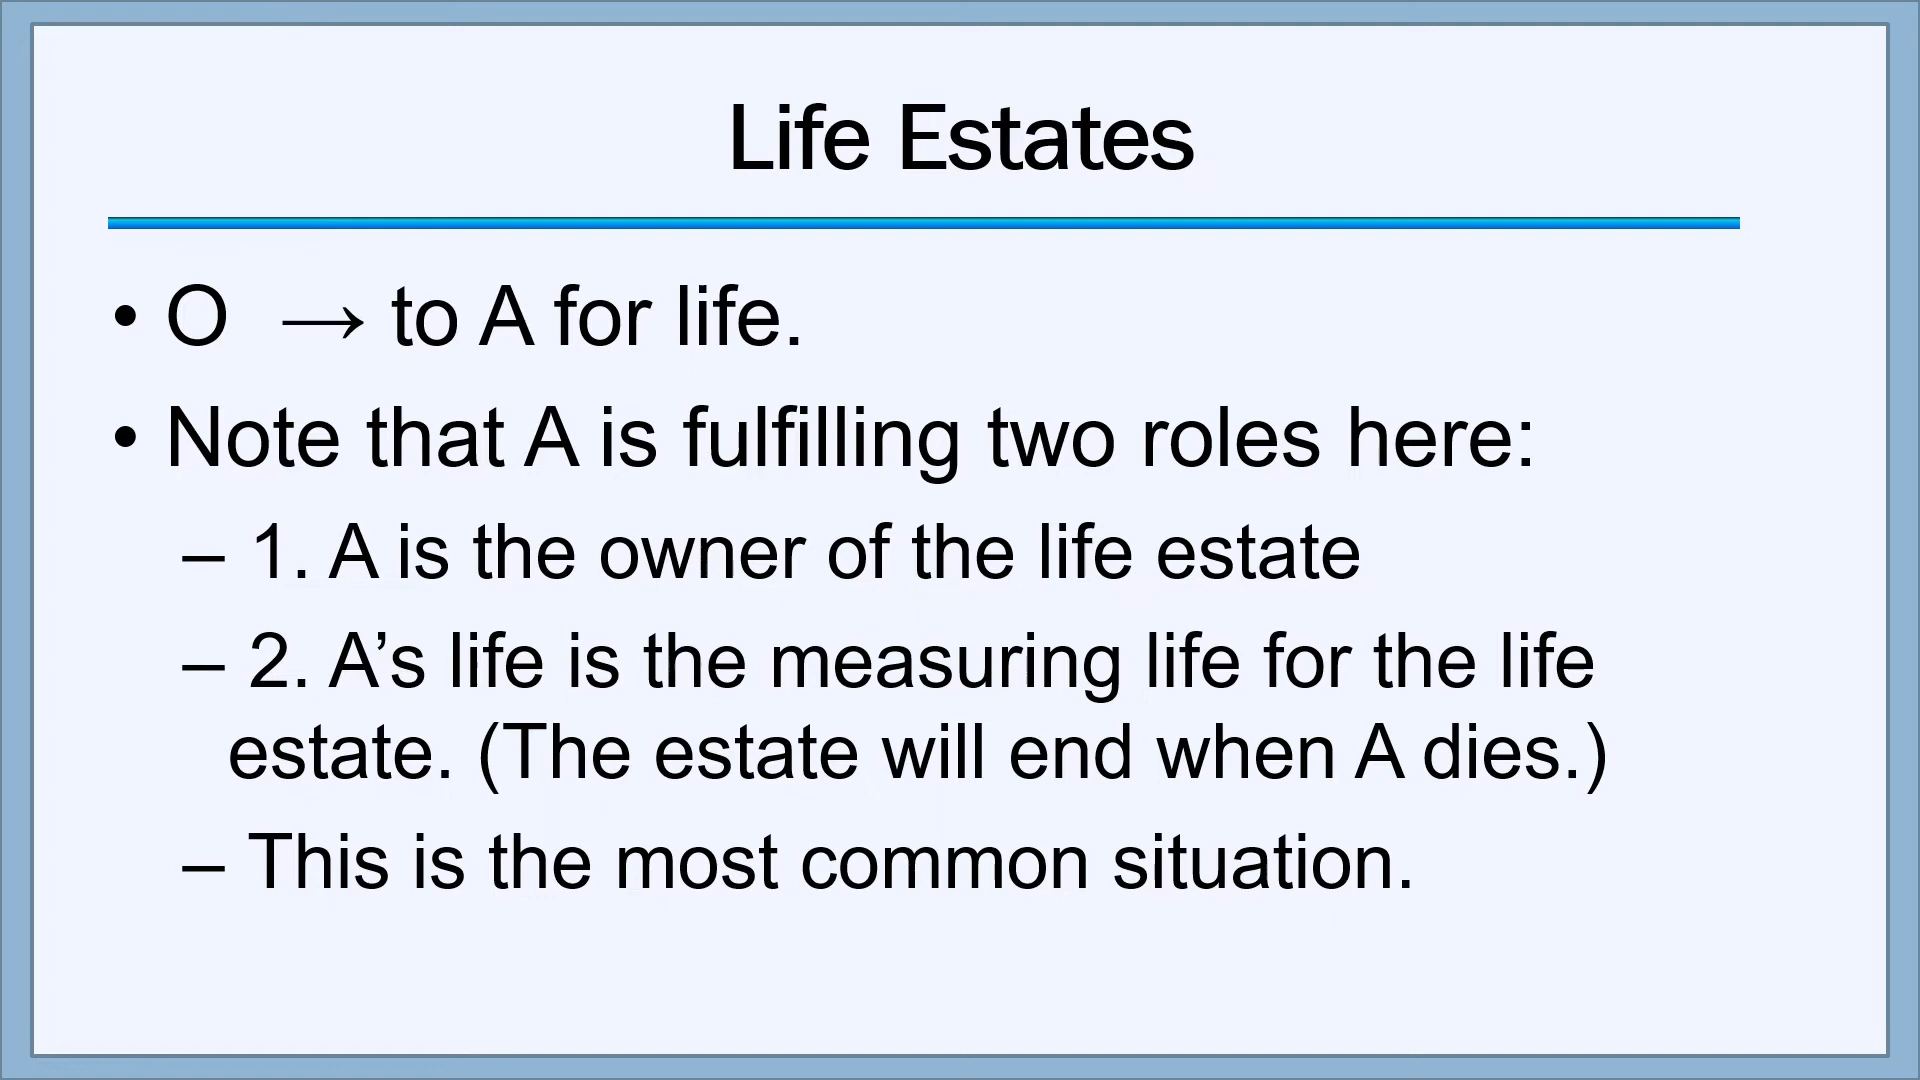 Life Estates
• O → to A for life.
• Note that A is fulfilling two roles here:
– 1. A is the owner of the life estate
– 2. A’s life is the measuring life for the life
estate. (The estate will end when A dies.)
– This is the most common situation.